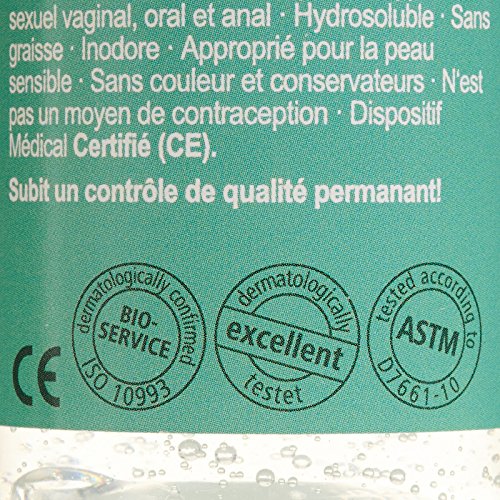 sexuel vaginal, oral et anal · Hydrosoluble · Sans
graisse · Inodore · Approprié pour la peau
sensible · Sans couleur et conservateurs · N'est
pas un moyen de contraception · Dispositif
Médical Certifié (CE).
Subit un contrôle de qualité permanant!
CE
dermatologically confirmed
BIO-
SERVICE
ISO 10993
dermatologically
excellent
testet
tested according to
ASTM
D7661-10